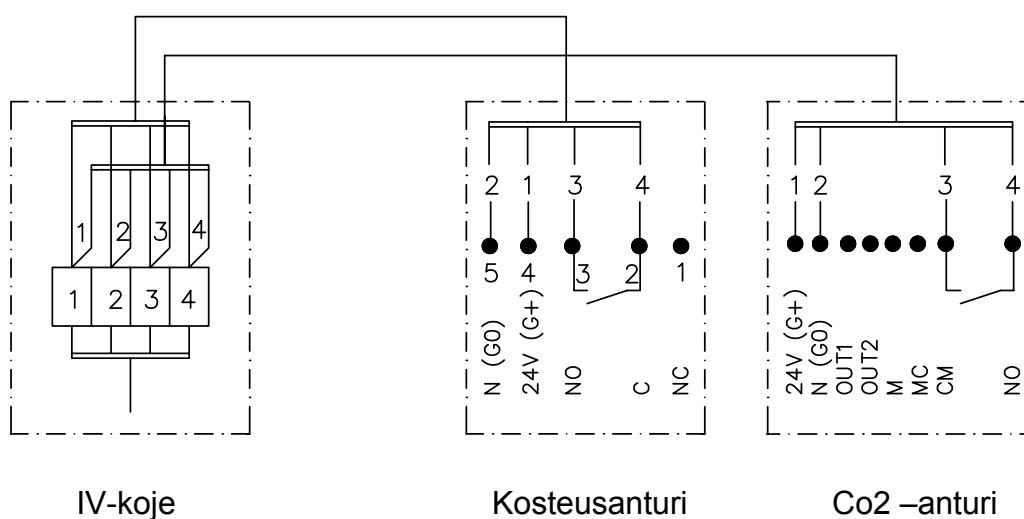 1 2 3 4
1 2 3 4
IV-koje
2 1 3 4
5 4 3 2 1
N (G0)
24V (G+)
NO
C
NC
Kosteusanturi
1 2 3 4
24V (G+)
N (G0)
OUT1
OUT2
M
MC
CM
NO
Co2 –anturi